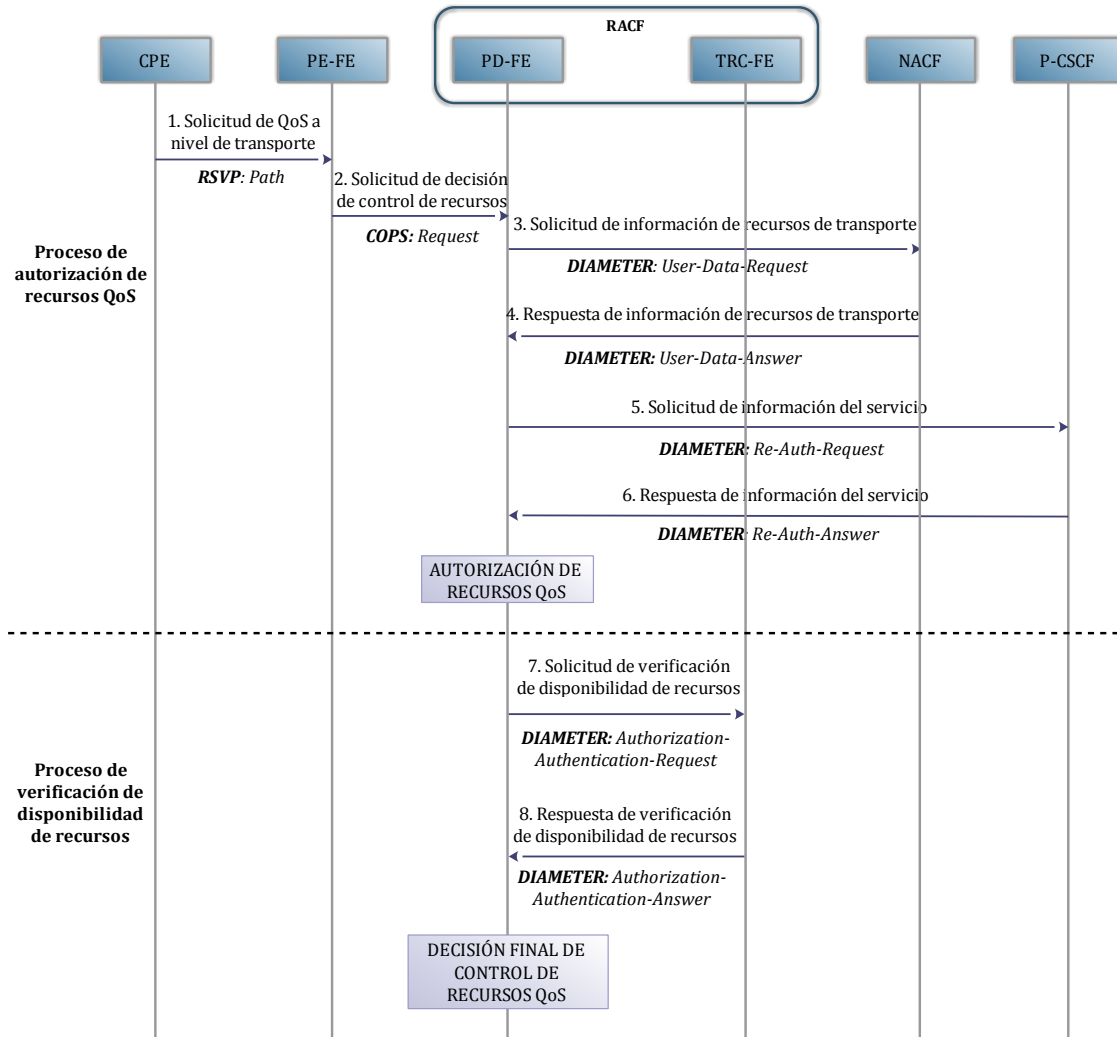 RACF
CPE
PE-FE
PD-FE
TRC-FE
NACF
P-CSCF
1. Solicitud de QoS a
nivel de transporte
RSVP: Path
2. Solicitud de decisión
de control de recursos
COPS: Request
3. Solicitud de información de recursos de transporte
DIAMETER: User-Data-Request
Proceso de
autorización de
recursos QoS
4. Respuesta de información de recursos de transporte
DIAMETER: User-Data-Answer
5. Solicitud de información del servicio
DIAMETER: Re-Auth-Request
6. Respuesta de información del servicio
DIAMETER: Re-Auth-Answer
AUTORIZACIÓN DE
RECURSOS QoS
7. Solicitud de verificación
de disponibilidad de recursos
DIAMETER: Authorization-
Authentication-Request
Proceso de
verificación de
disponibilidad
de recursos
8. Respuesta de verificación
de disponibilidad de recursos
DIAMETER: Authorization-
Authentication-Answer
DECISIÓN FINAL DE
CONTROL DE
RECURSOS QoS